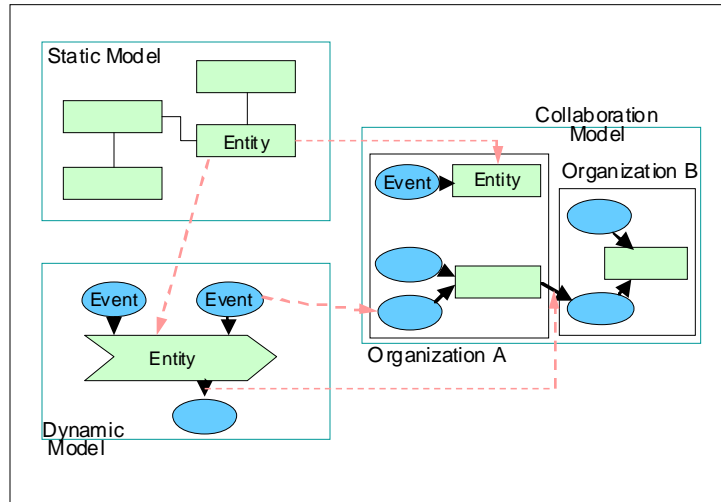 Static Model
Entity
Collaboration
Model
Organization B
Event
Entity
Organization A
Event
Event
Entity
Dynamic
Model